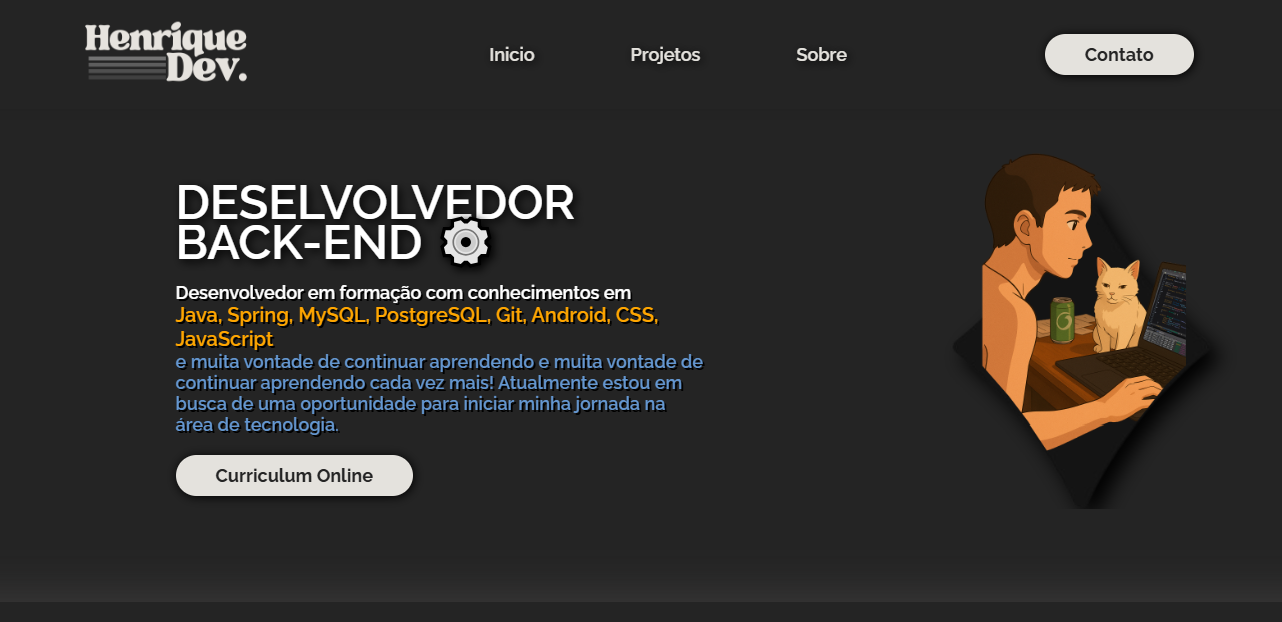 Henrique
Dev.
Inicio
Projetos
Sobre
Contato
DESELVOLVEDOR
BACK-END
Desenvolvedor em formação com conhecimentos em
Java, Spring, MySQL, PostgreSQL, Git, Android, CSS,
JavaScript
e muita vontade de continuar aprendendo e muita vontade de
continuar aprendendo cada vez mais! Atualmente estou em
busca de uma oportunidade para iniciar minha jornada na
área de tecnologia.
Curriculum Online